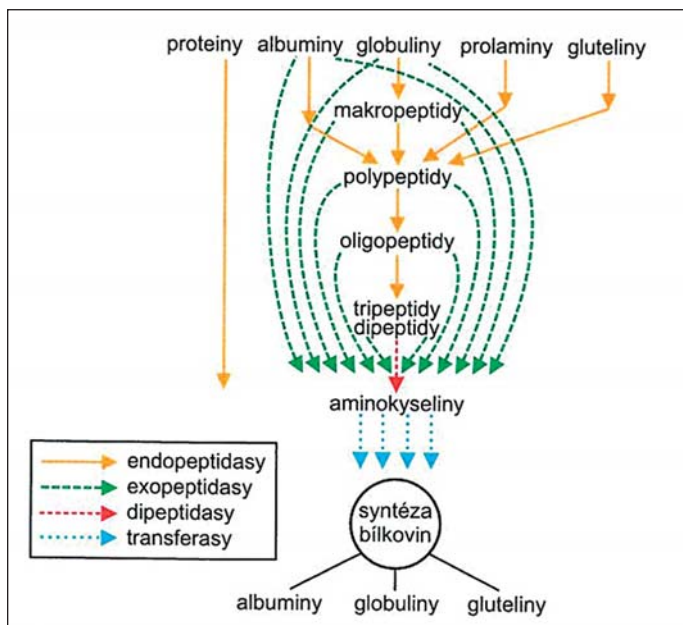 proteiny albuminy globuliny prolaminy gluteliny
makropeptidy
polypeptidy
oligopeptidy
tripeptidy
dipeptidy
aminokyseliny
endopeptidasy
exopeptidasy
dipeptidasy
transferasy
syntéza
bílkovin
albuminy globuliny gluteliny